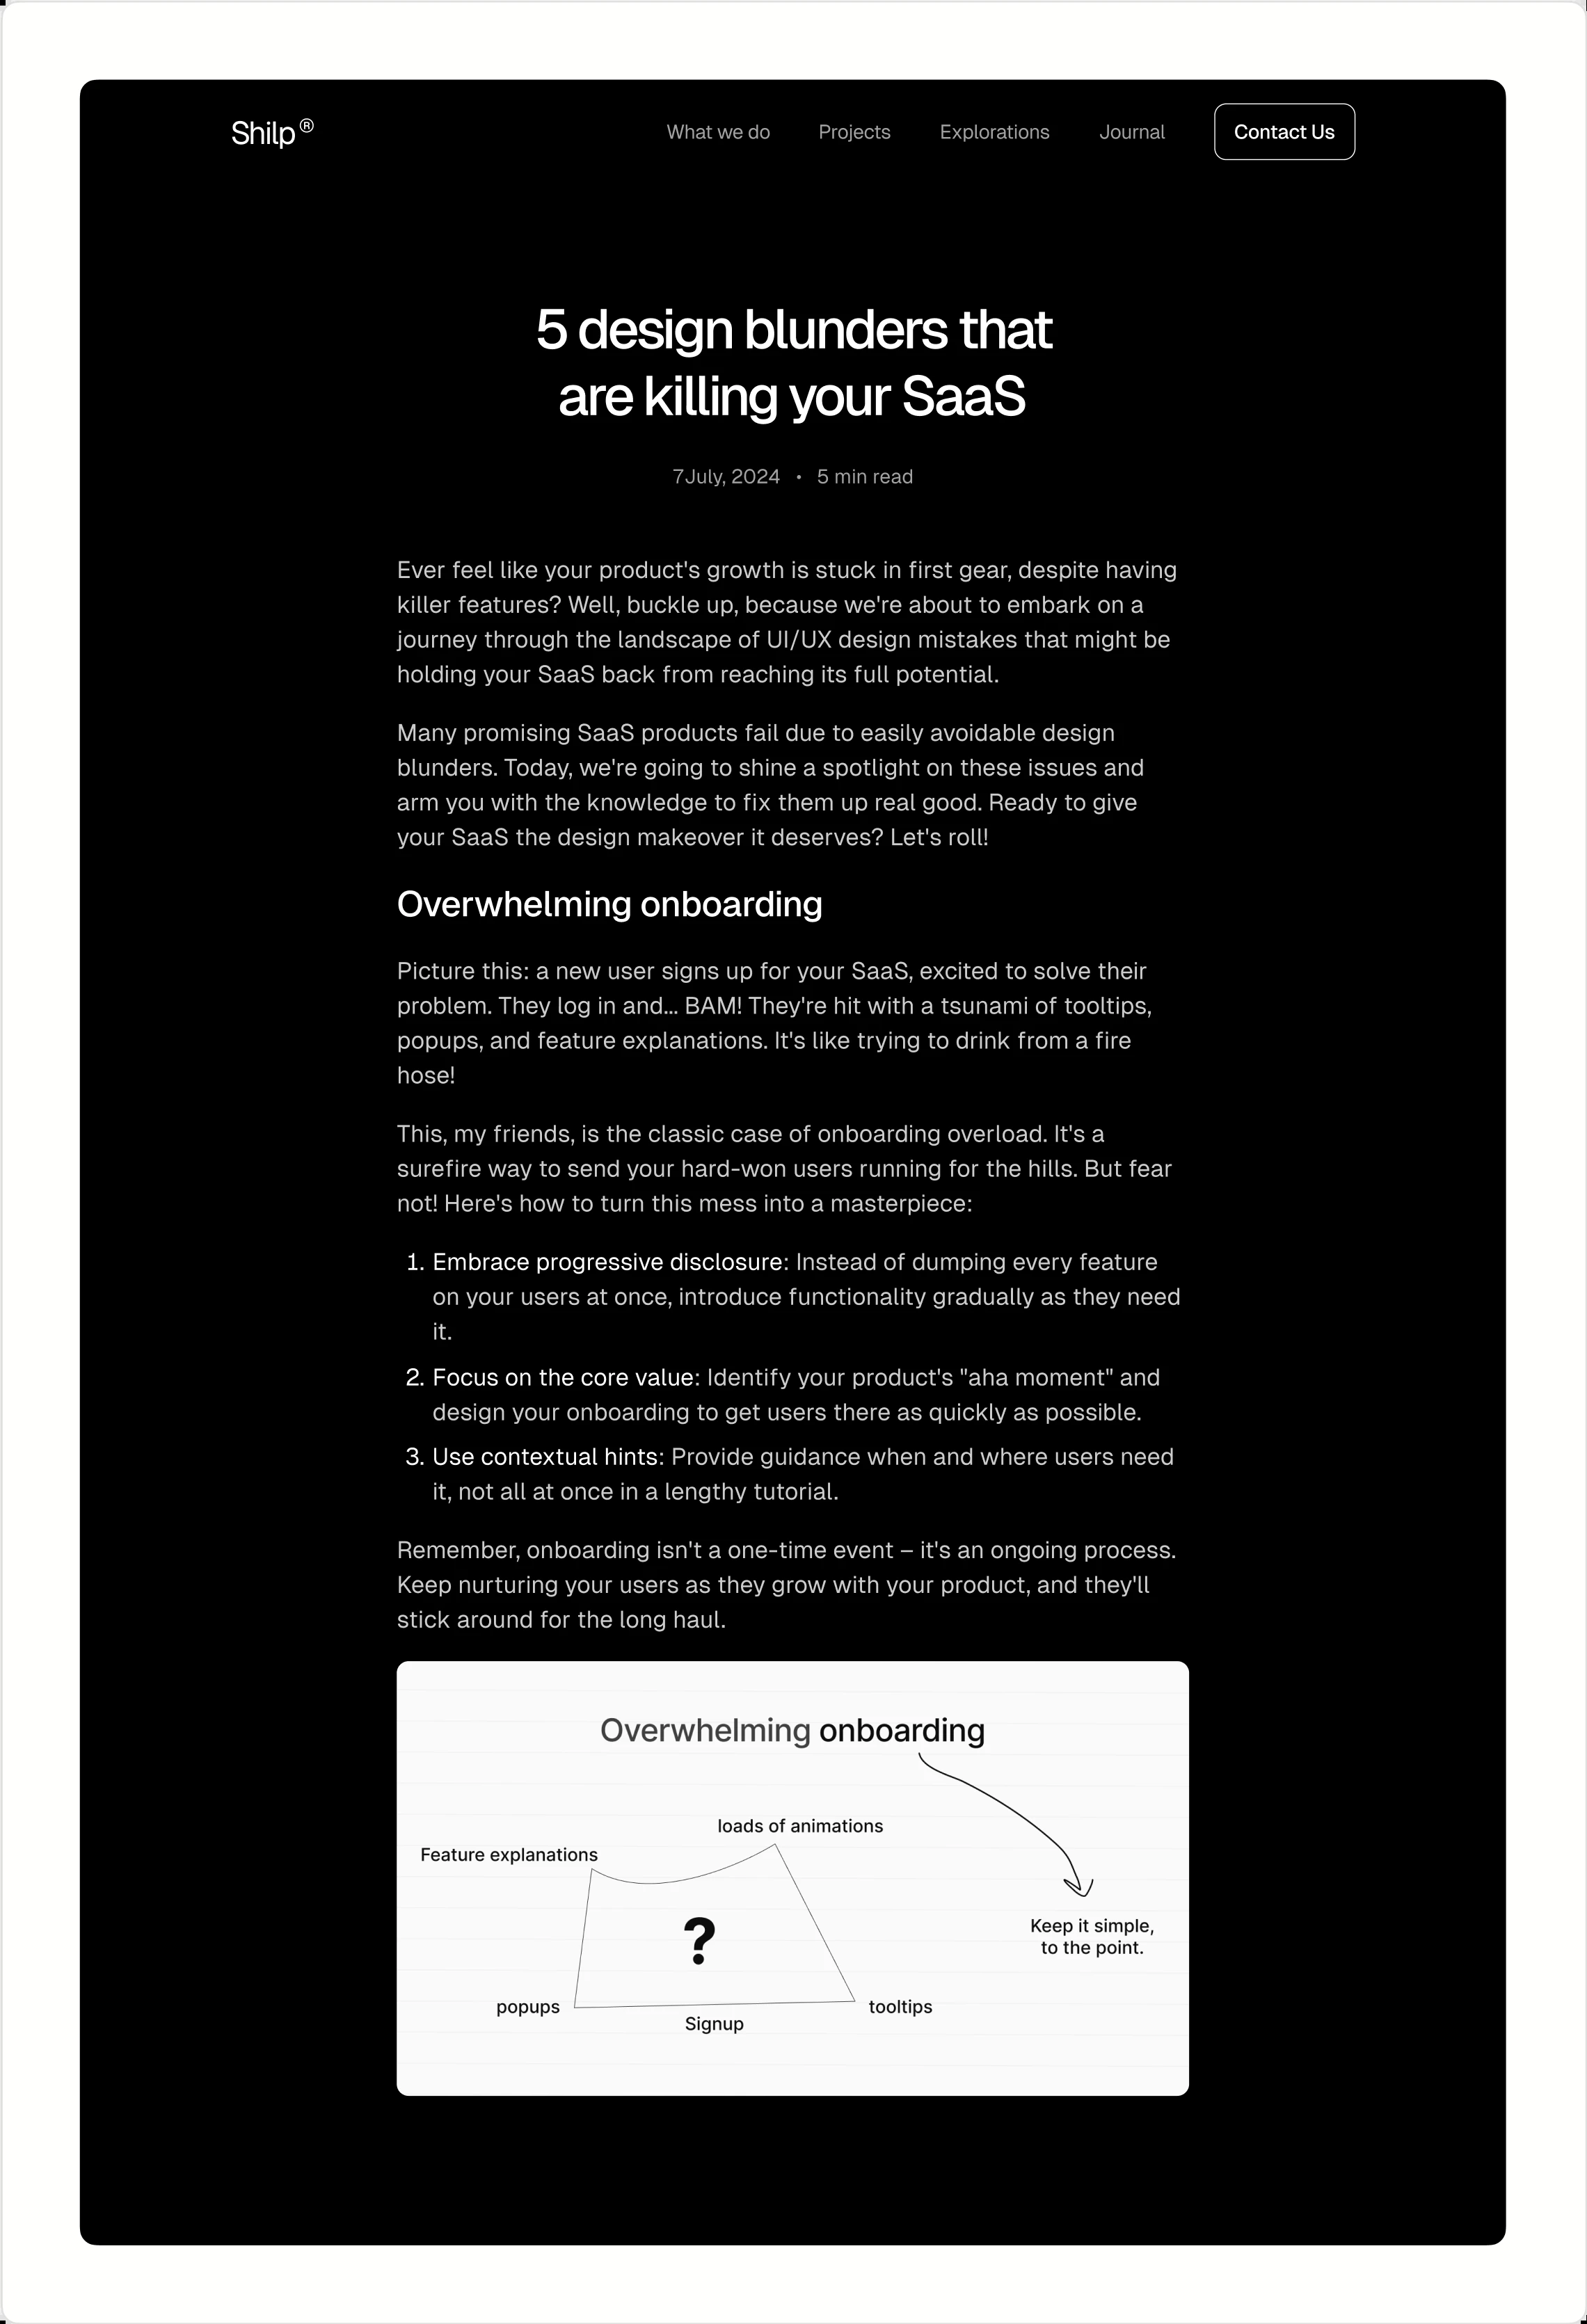 Shilp ®
What we do
Projects
Explorations
Journal
Contact Us
5 design blunders that
are killing your SaaS
7July, 2024 • 5 min read
Ever feel like your product's growth is stuck in first gear, despite having
killer features? Well, buckle up, because we're about to embark on a
journey through the landscape of UI/UX design mistakes that might be
holding your SaaS back from reaching its full potential.
Many promising SaaS products fail due to easily avoidable design
blunders. Today, we're going to shine a spotlight on these issues and
arm you with the knowledge to fix them up real good. Ready to give
your SaaS the design makeover it deserves? Let's roll!
Overwhelming onboarding
Picture this: a new user signs up for your SaaS, excited to solve their
problem. They log in and... BAM! They're hit with a tsunami of tooltips,
popups, and feature explanations. It's like trying to drink from a fire
hose!
This, my friends, is the classic case of onboarding overload. It's a
surefire way to send your hard-won users running for the hills. But fear
not! Here's how to turn this mess into a masterpiece:
1. Embrace progressive disclosure: Instead of dumping every feature
on your users at once, introduce functionality gradually as they need
it.
2. Focus on the core value: Identify your product's "aha moment" and
design your onboarding to get users there as quickly as possible.
3. Use contextual hints: Provide guidance when and where users need
it, not all at once in a lengthy tutorial.
Remember, onboarding isn't a one-time event – it's an ongoing process.
Keep nurturing your users as they grow with your product, and they'll
stick around for the long haul.
Overwhelming onboarding
loads of animations
Feature explanations
?
Keep it simple,
to the point.
popups
tooltips
Signup